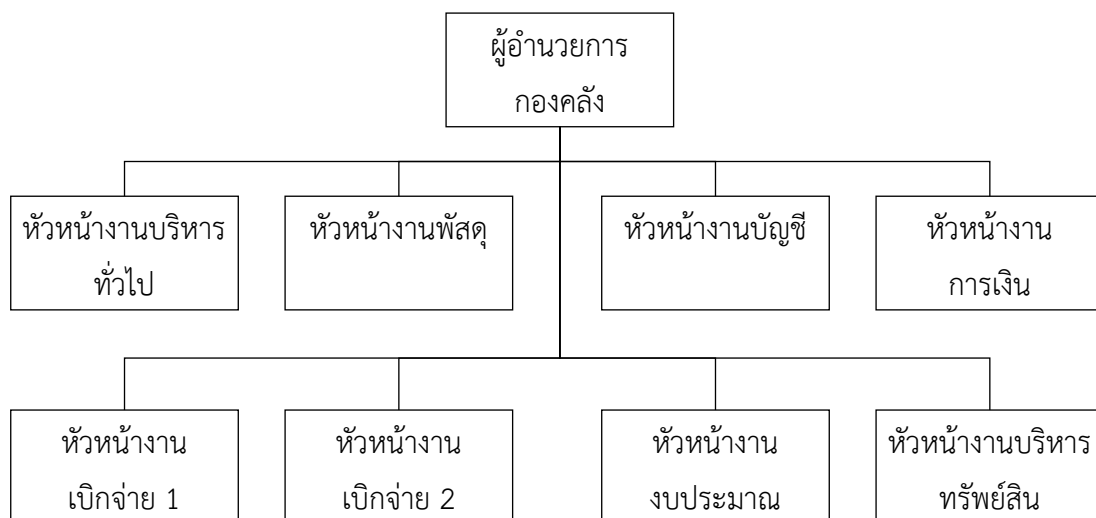 ผู้อำนวยการ
กองคลัง
หัวหน้างานบริหาร
ทั่วไป
หัวหน้างานพัสดุ
หัวหน้างานบัญชี
หัวหน้างาน
การเงิน
หัวหน้างาน
เบิกจ่าย 1
หัวหน้างาน
เบิกจ่าย 2
หัวหน้างาน
งบประมาณ
หัวหน้างานบริหาร
ทรัพย์สิน